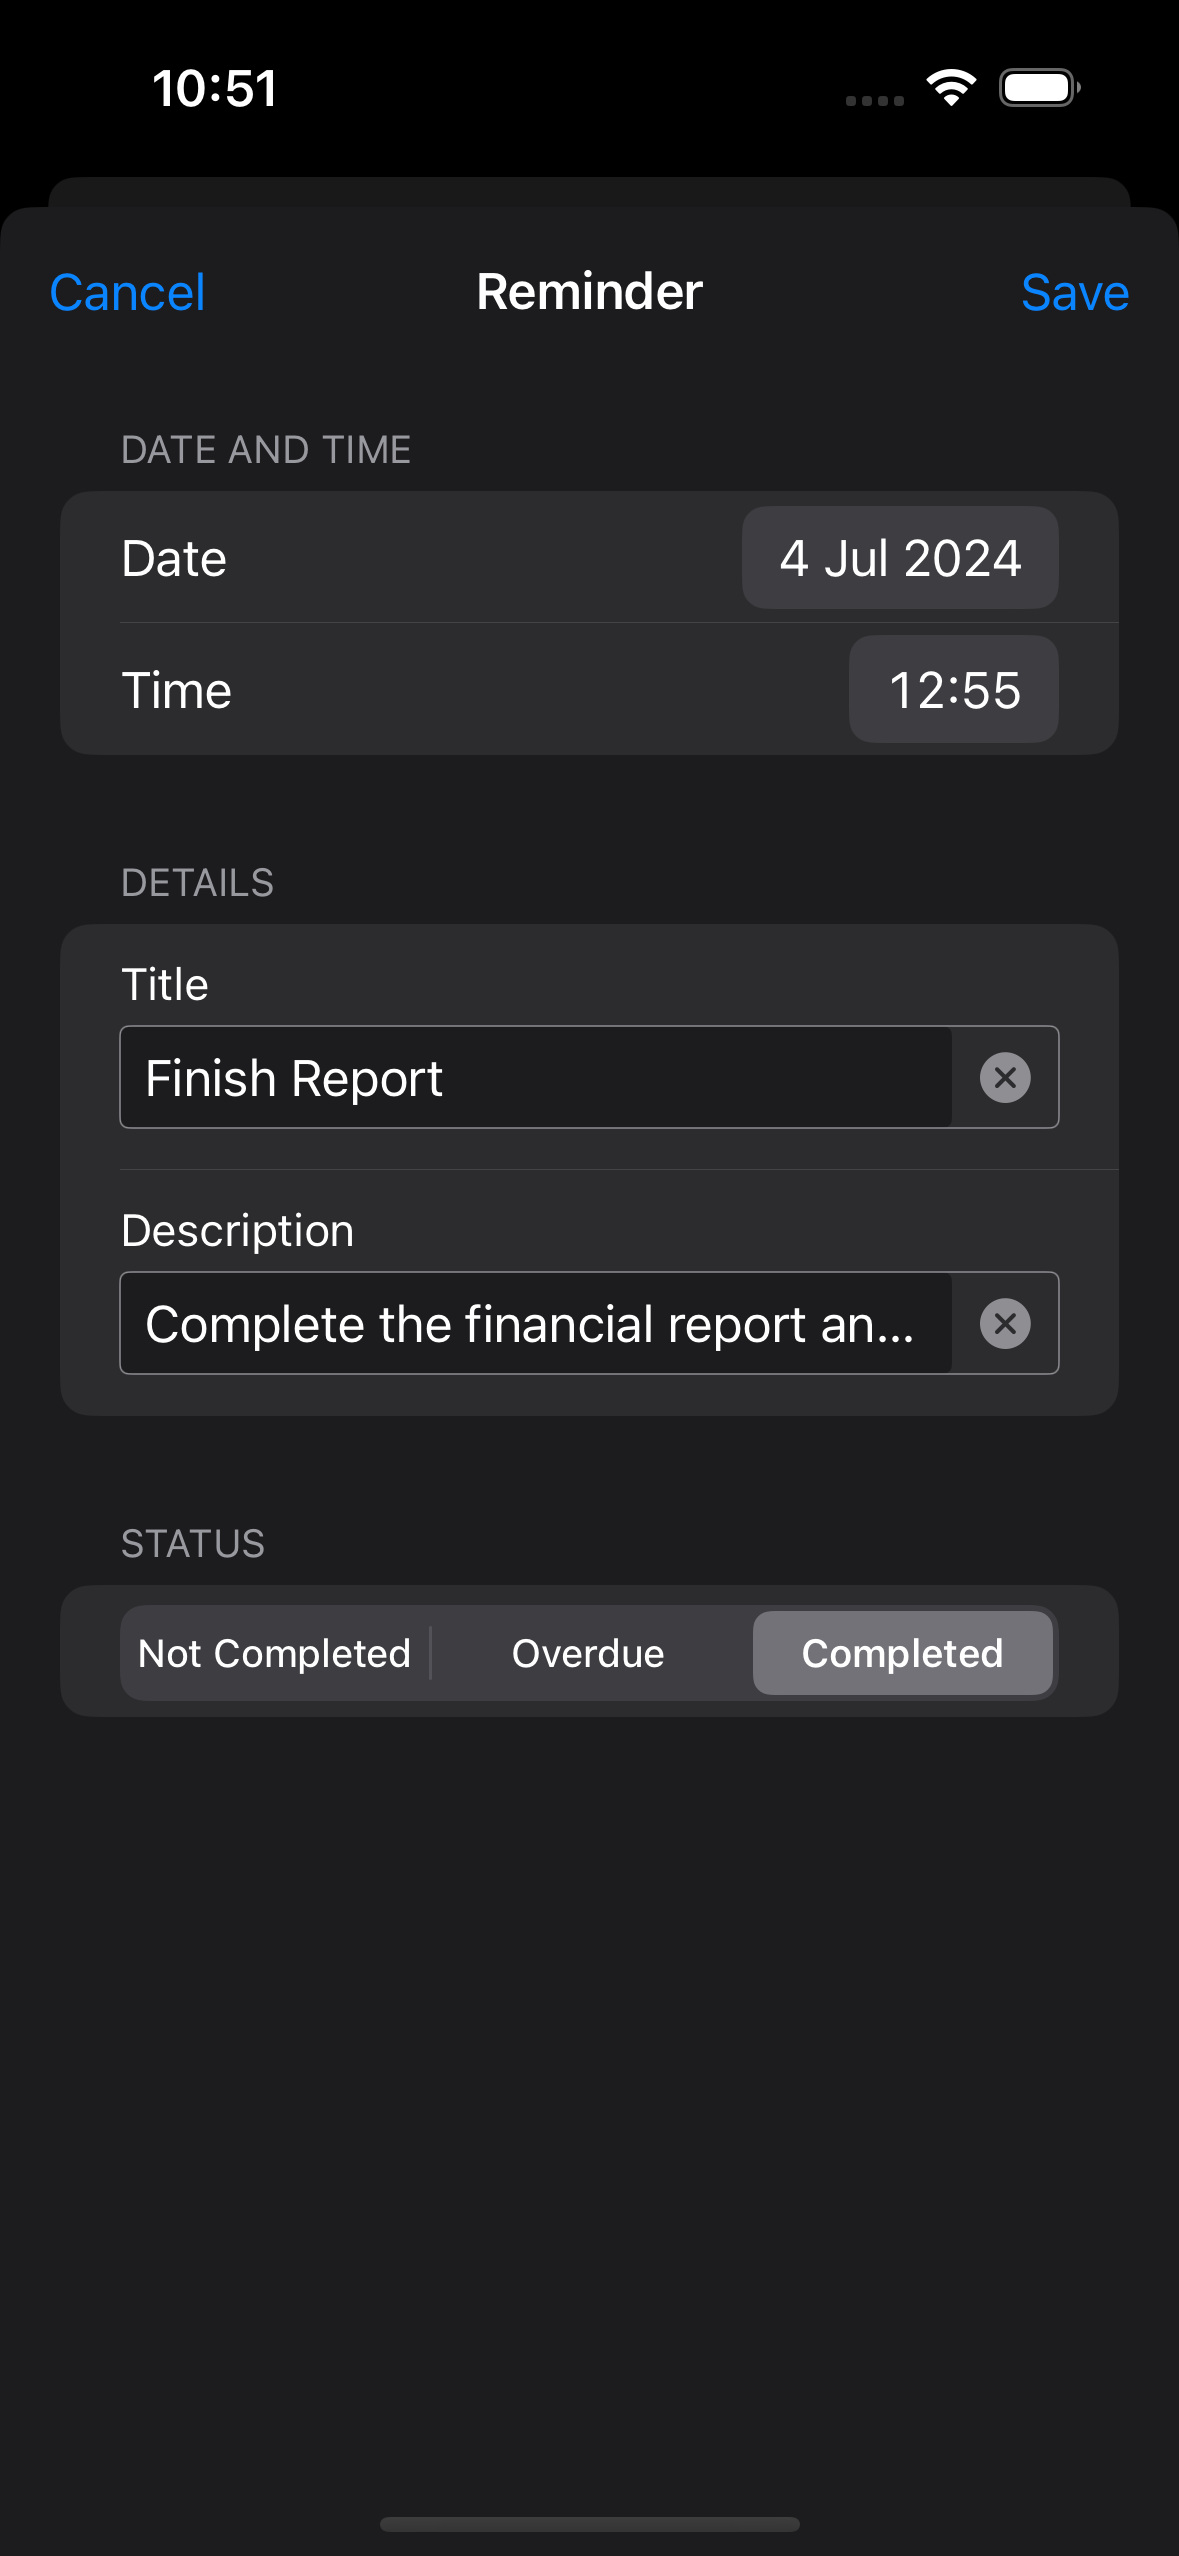 10:51
Cancel Reminder Save
DATE AND TIME
Date 4 Jul 2024
Time 12:55
DETAILS
Title
Finish Report
Description
Complete the financial report an...
STATUS
Not Completed Overdue Completed